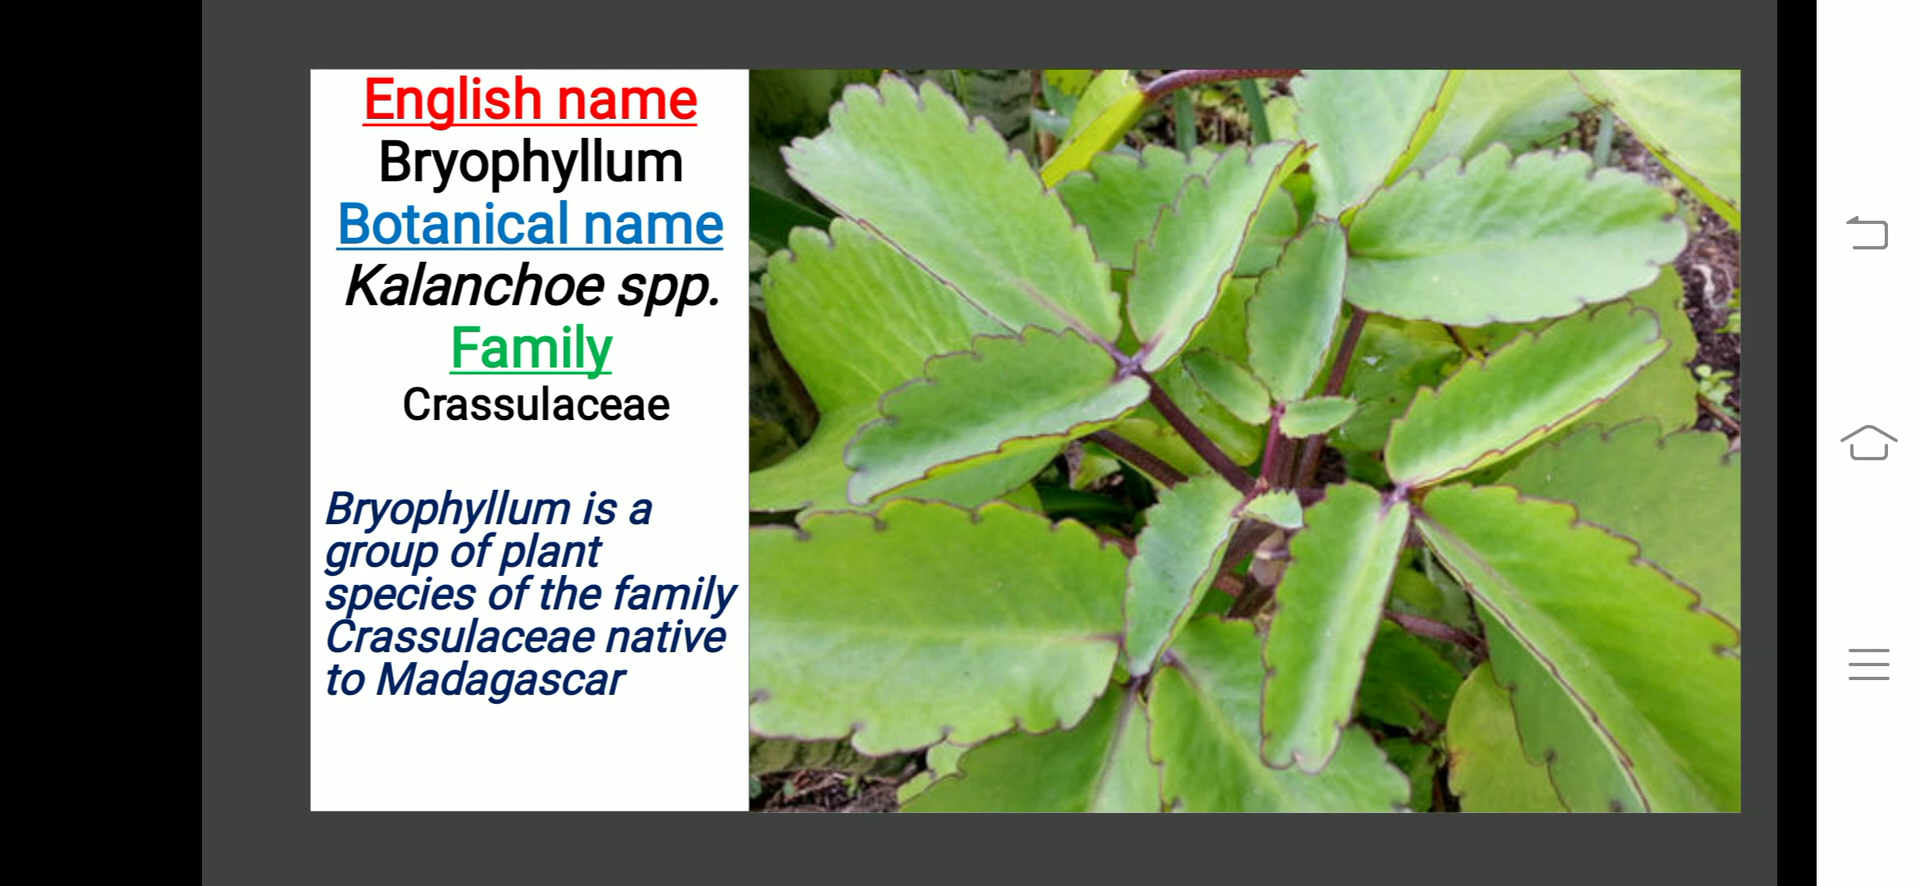 English name
Bryophyllum
Botanical name
Kalanchoe spp.
Family
Crassulaceae
Bryophyllum is a
group of plant
species of the family
Crassulaceae native
to Madagascar